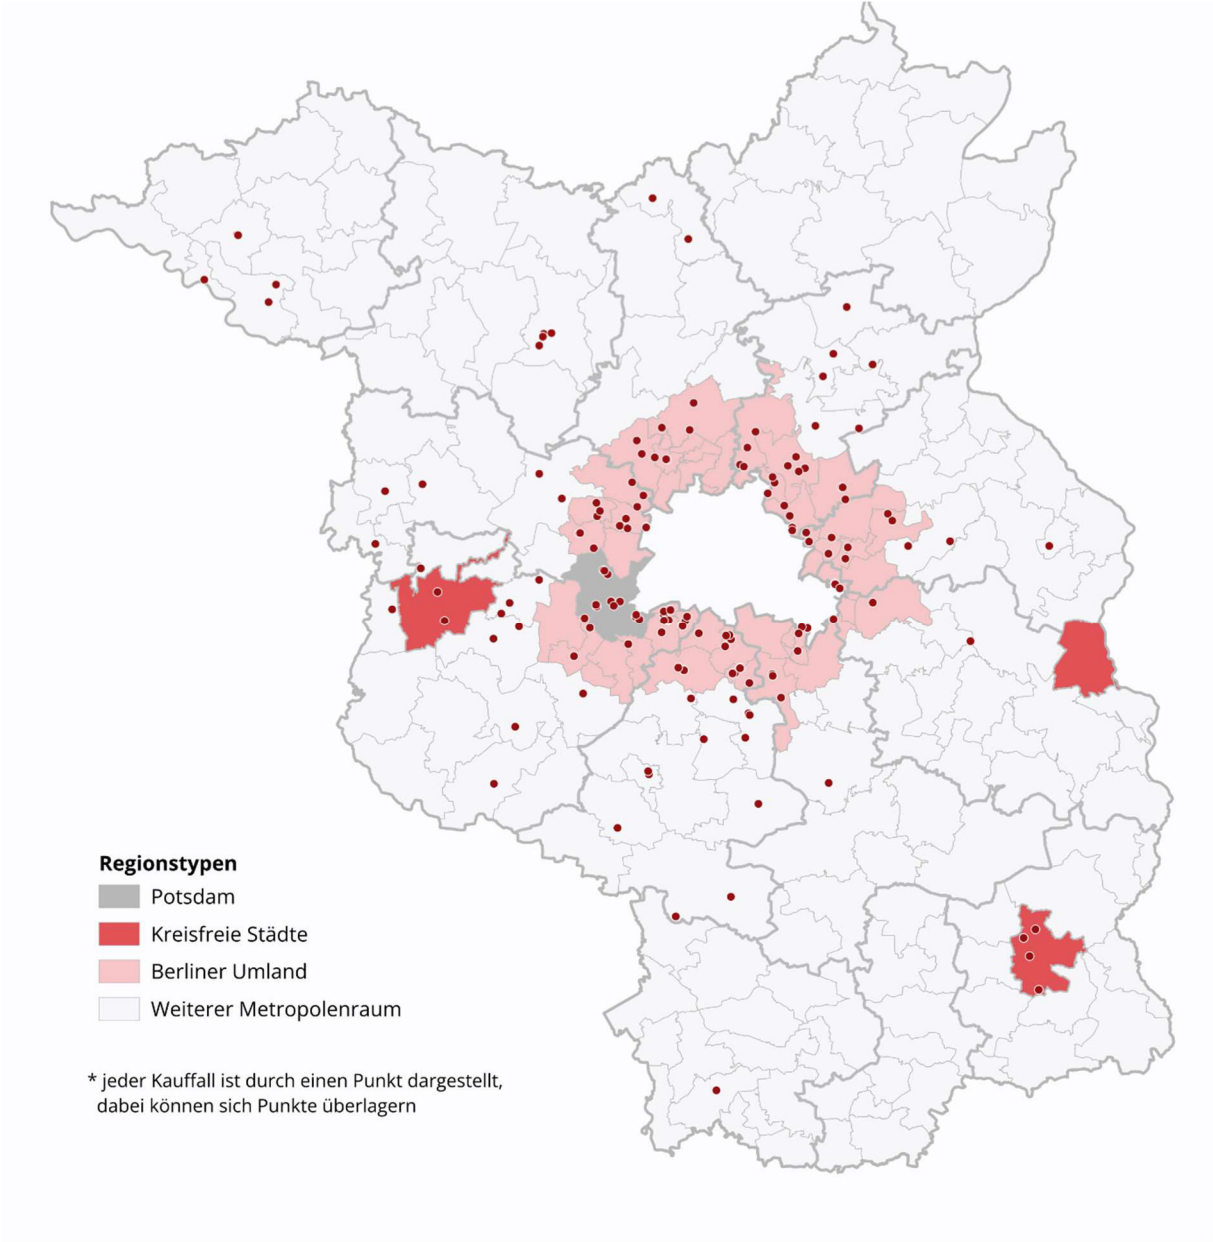 Regionstypen
Potsdam
Kreisfreie Städte
Berliner Umland
Weiterer Metropolenraum
* jeder Kauffall ist durch einen Punkt dargestellt,
dabei können sich Punkte überlagern